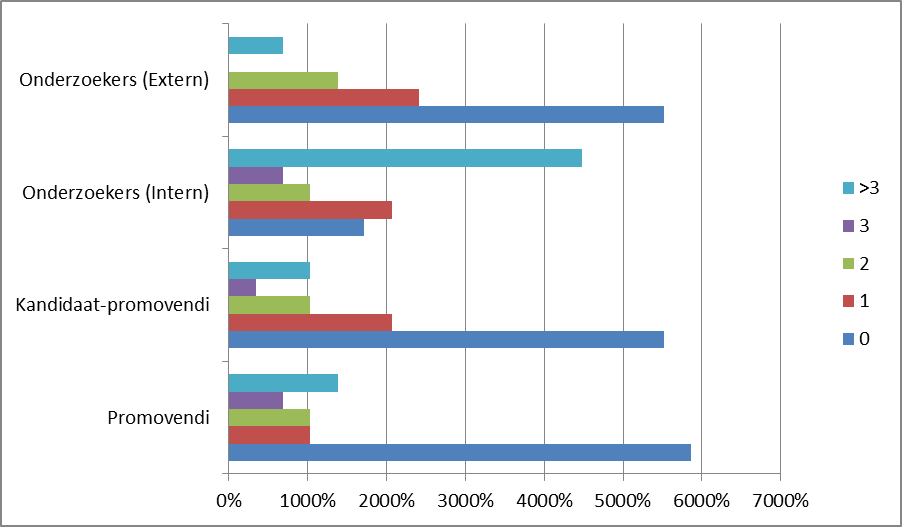 Onderzoekers (Extern)
Onderzoekers (Intern)
Kandidaat-promovendi
Promovendi
0% 1000% 2000% 3000% 4000% 5000% 6000% 7000%
>3
3
2
1
0